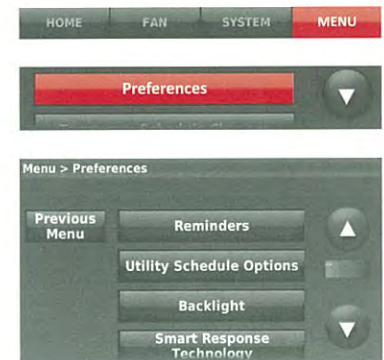 HOME FAN SYSTEM MENU
Preferences
Menu > Preferences
Previous
Menu
Reminders
Utility Schedule Options
Backlight
Smart Response
Technology